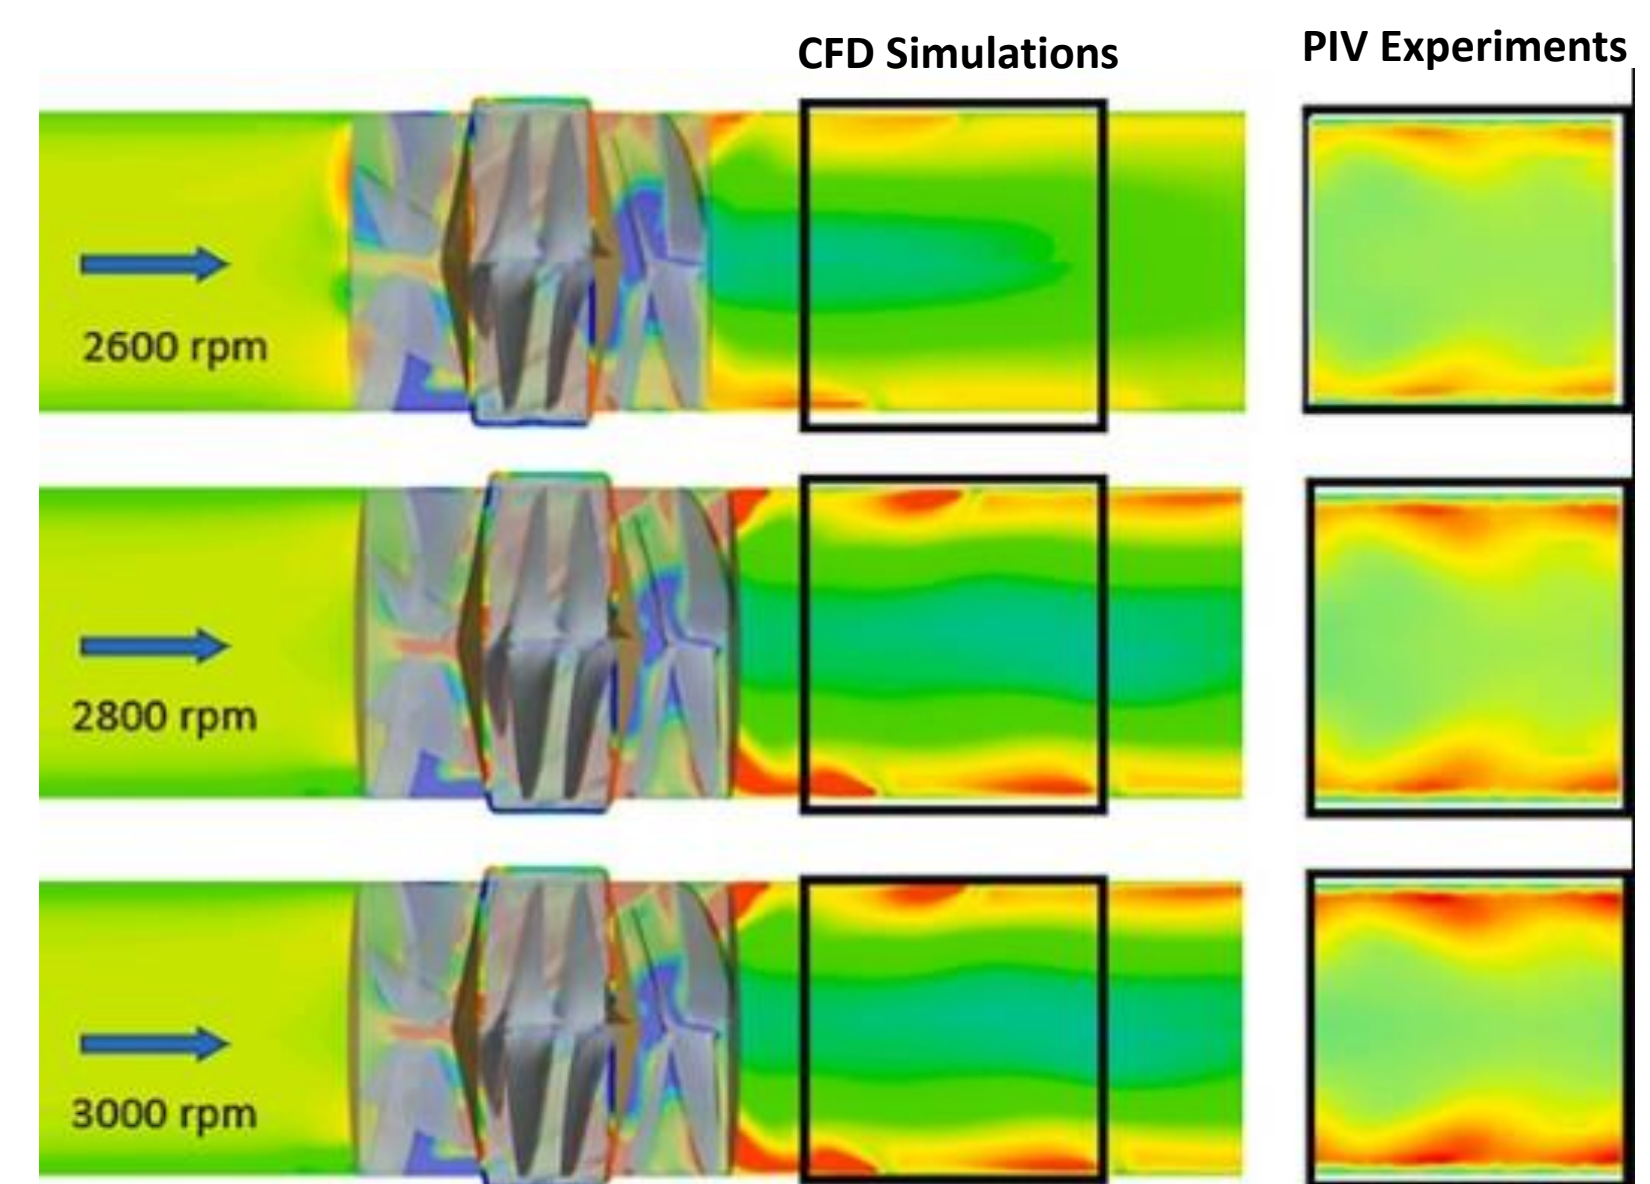 CFD Simulations
PIV Experiments
2600 rpm
2800 rpm
3000 rpm